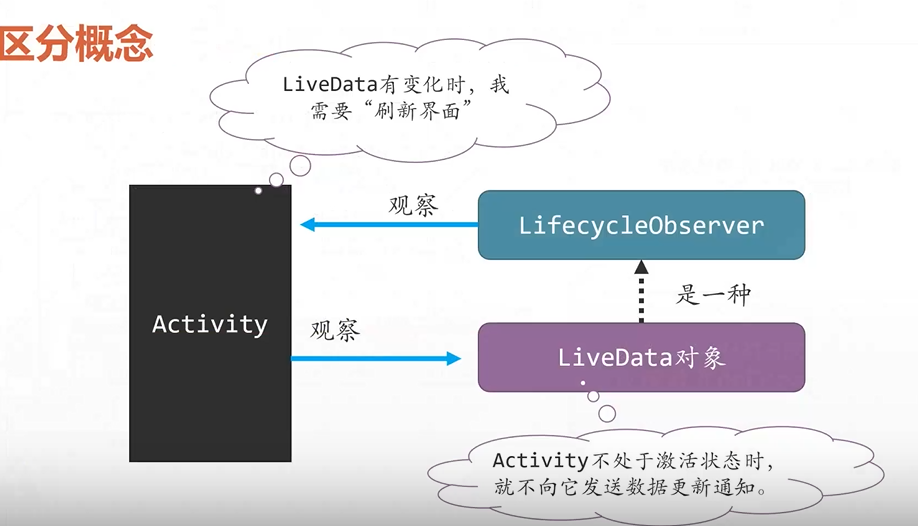 区分概念
LiveData有变化时，我
需要“刷新界面”
观察
LifecycleObserver
是一种
Activity
观察
LiveData对象
Activity不处于激活状态时，
就不向它发送数据更新通知。